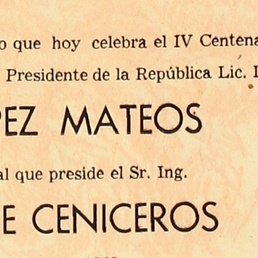 o que hoy celebra el IV Centena
Presidente de la República Lic.
PEZ MATEOS
al que preside el Sr. Ing.
E CENICEROS